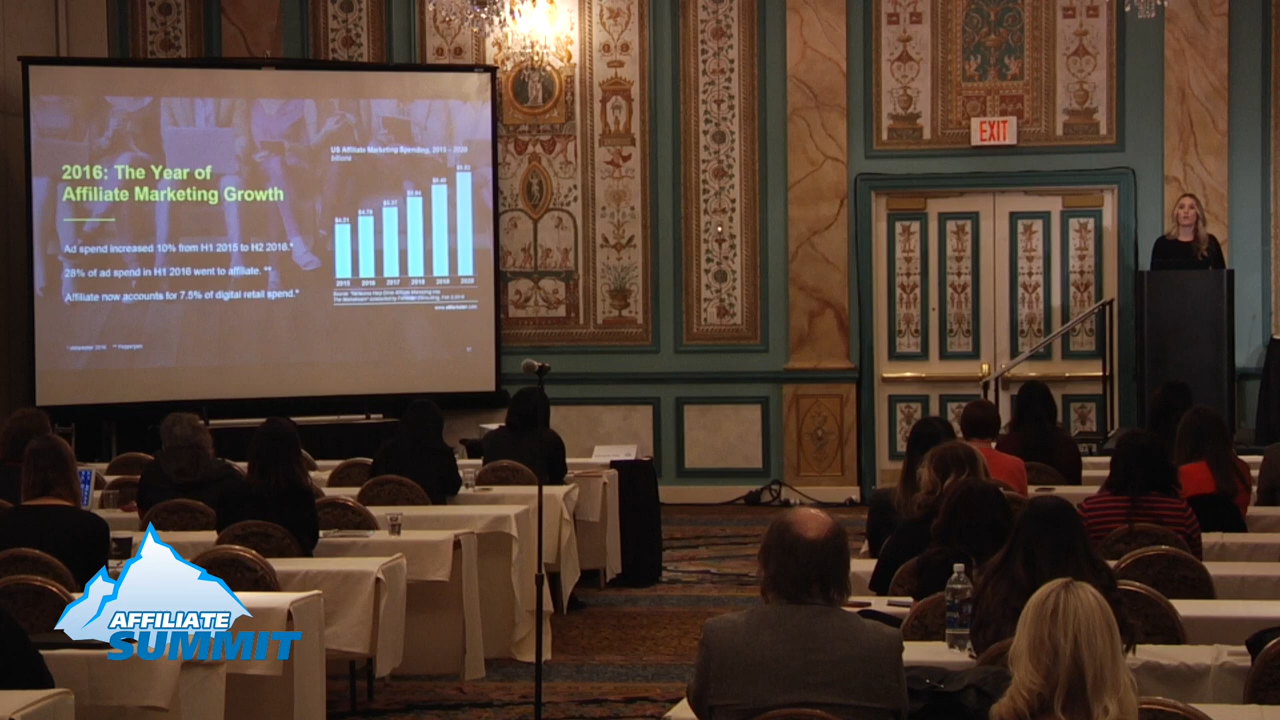 2016: The Year of
Affiliate Marketing Growth
Ad spend increased 10% from H1 2015 to H2 2016.*
28% of ad spend in H1 2016 went to affiliate. **
Affiliate now accounts for 7.5% of digital retail spend.*
US Affiliate Marketing Spending, 2015 – 2020
billions
2015 2016 2017 2018 2019 2020
EXIT
AFFILIATE
SUMMIT